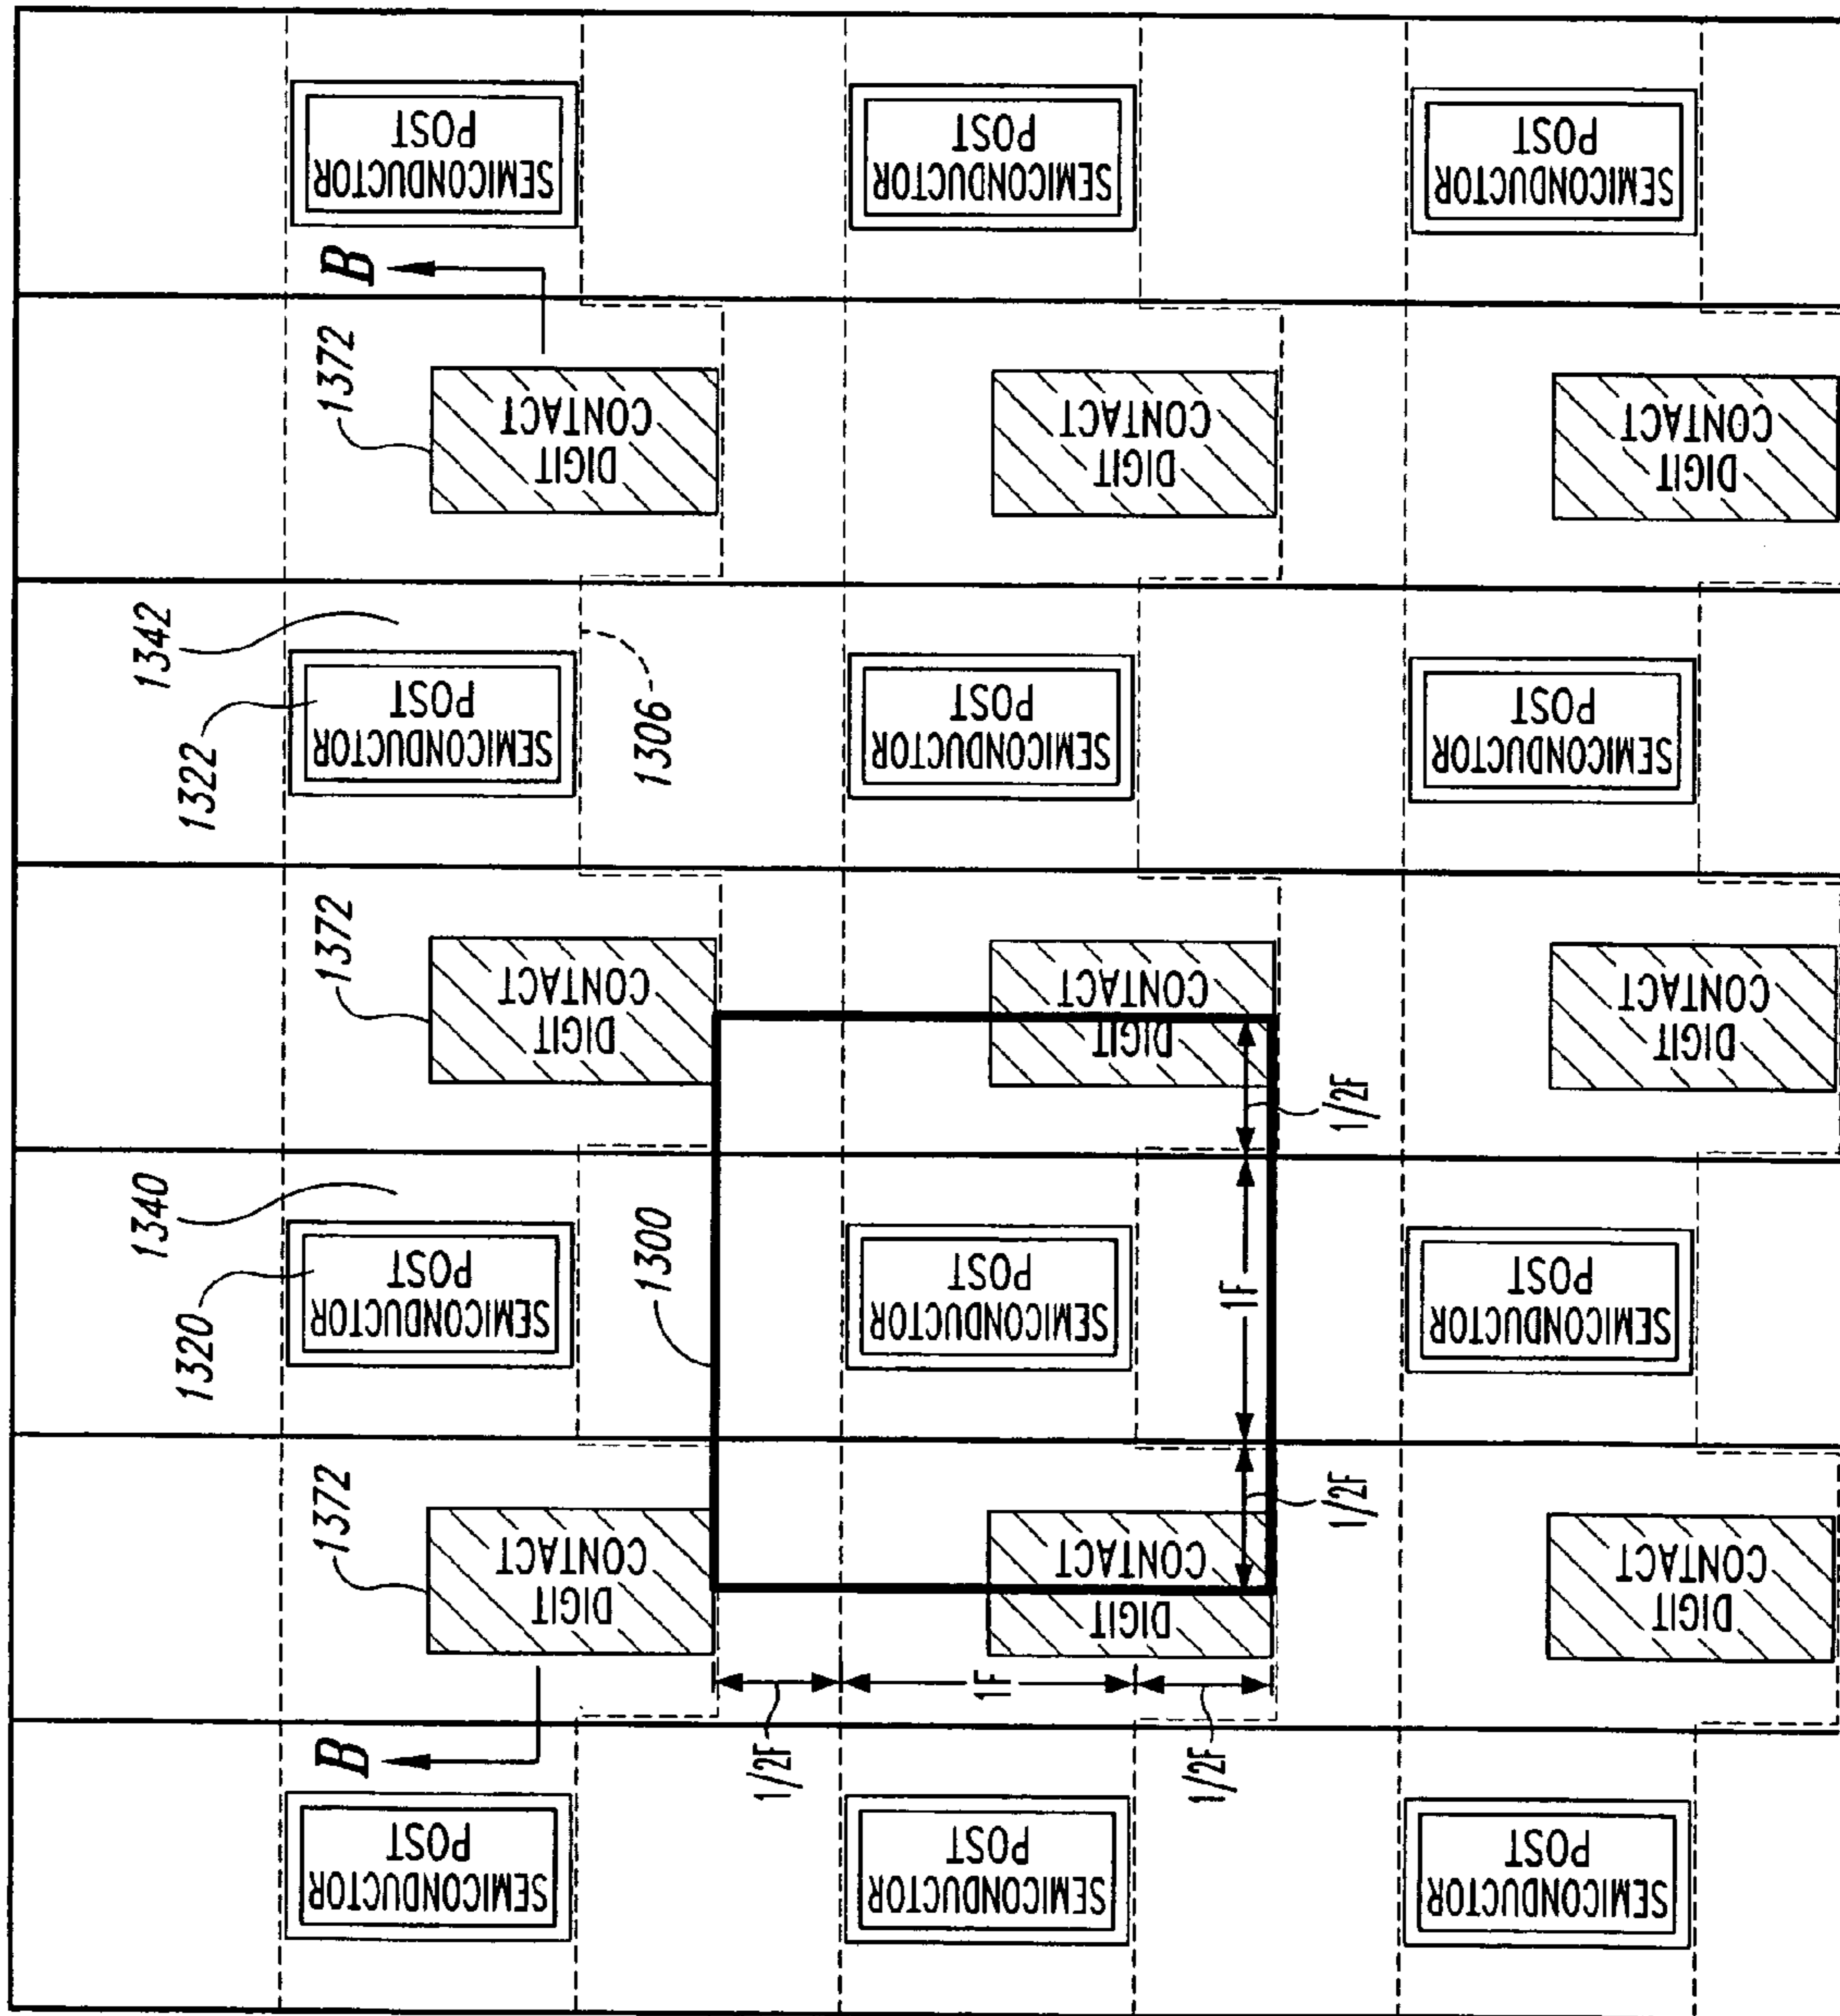 SEMICONDUCTOR
POST
SEMICONDUCTOR
POST
SEMICONDUCTOR
POST
B
1372
DIGIT
CONTACT
DIGIT
CONTACT
DIGIT
CONTACT
1342
1322
SEMICONDUCTOR
POST
1306
SEMICONDUCTOR
POST
SEMICONDUCTOR
POST
1372
DIGIT
CONTACT
DIGIT
CONTACT
DIGIT
CONTACT
1/2F
1340
1320
SEMICONDUCTOR
POST
1300
SEMICONDUCTOR
POST
1F
SEMICONDUCTOR
POST
1372
DIGIT
CONTACT
DIGIT
CONTACT
1/2F
DIGIT
CONTACT
B
1/2F
1F
1/2F
SEMICONDUCTOR
POST
SEMICONDUCTOR
POST
SEMICONDUCTOR
POST